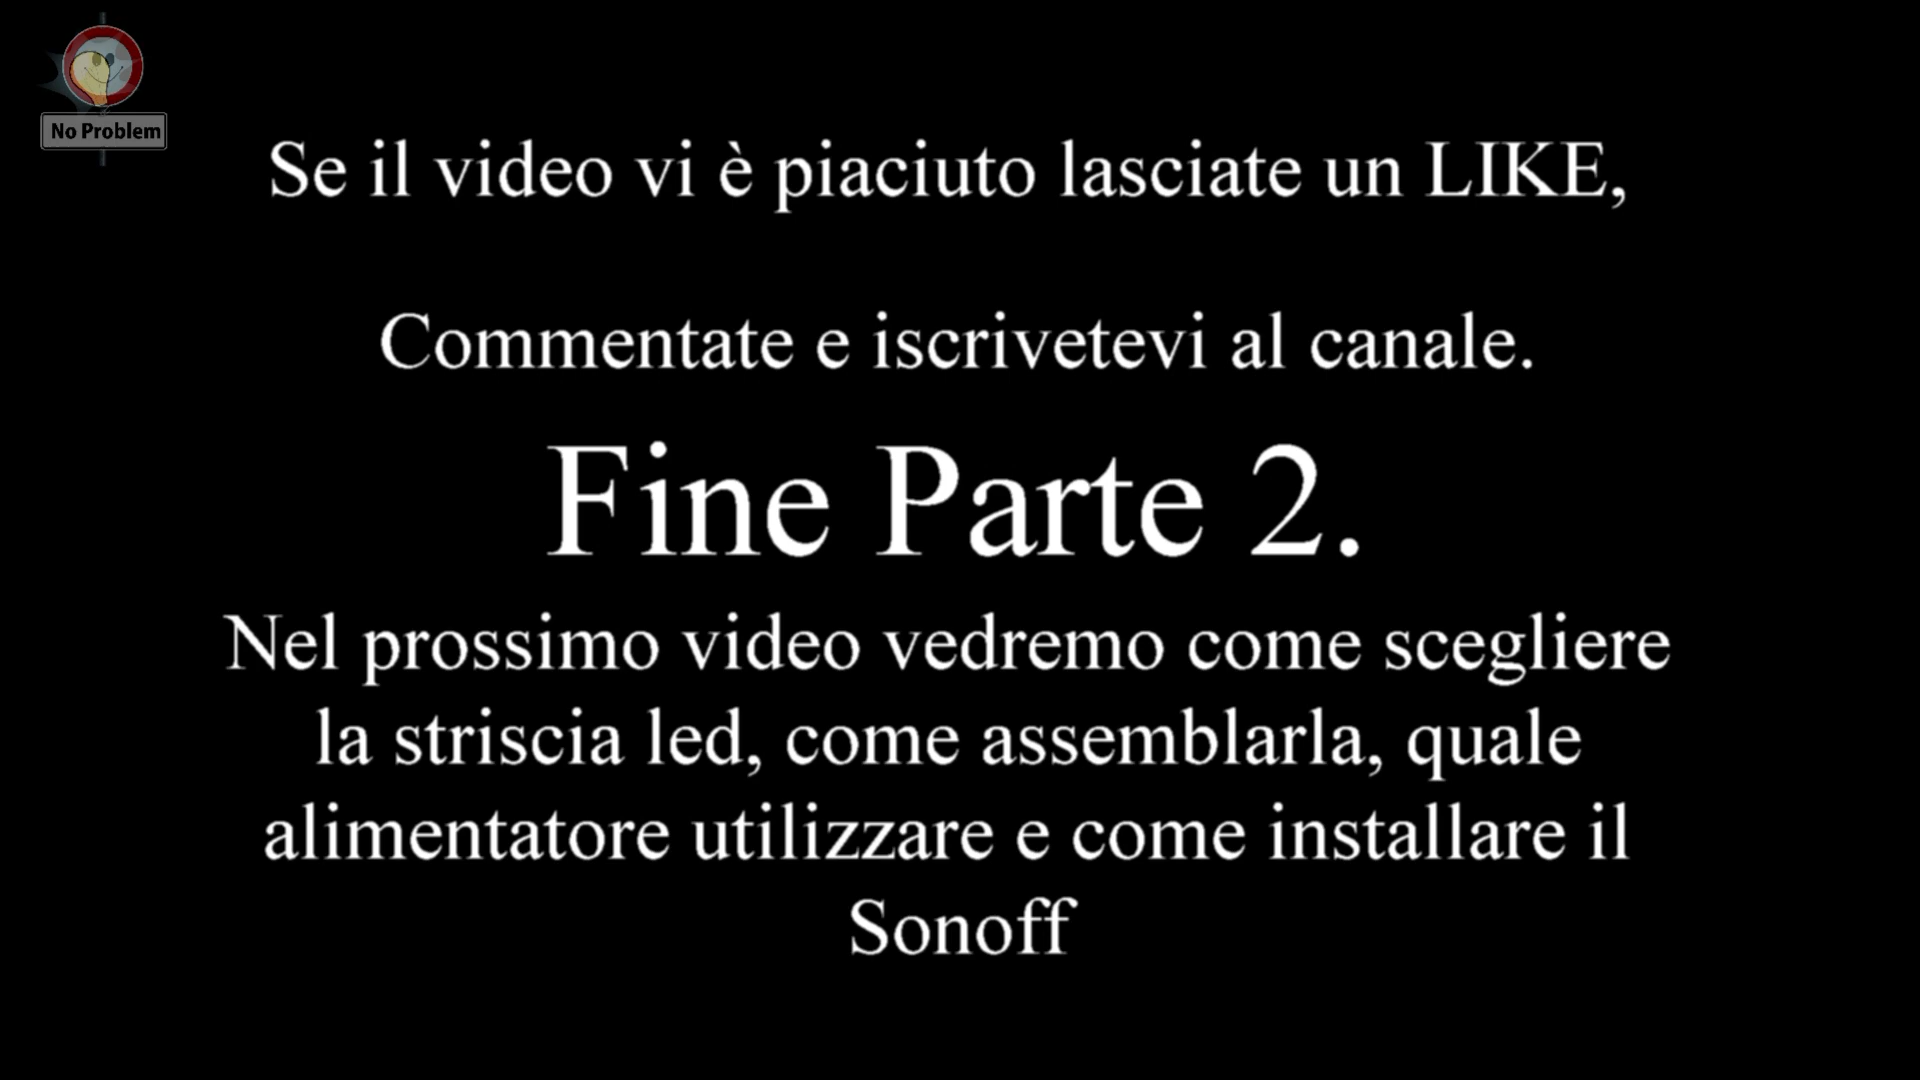 No Problem
Se il video vi è piaciuto lasciate un LIKE,
Commentate e iscrivetevi al canale.
Fine Parte 2.
Nel prossimo video vedremo come scegliere
la striscia led, come assemblarla, quale
alimentatore utilizzare e come installare il
Sonoff